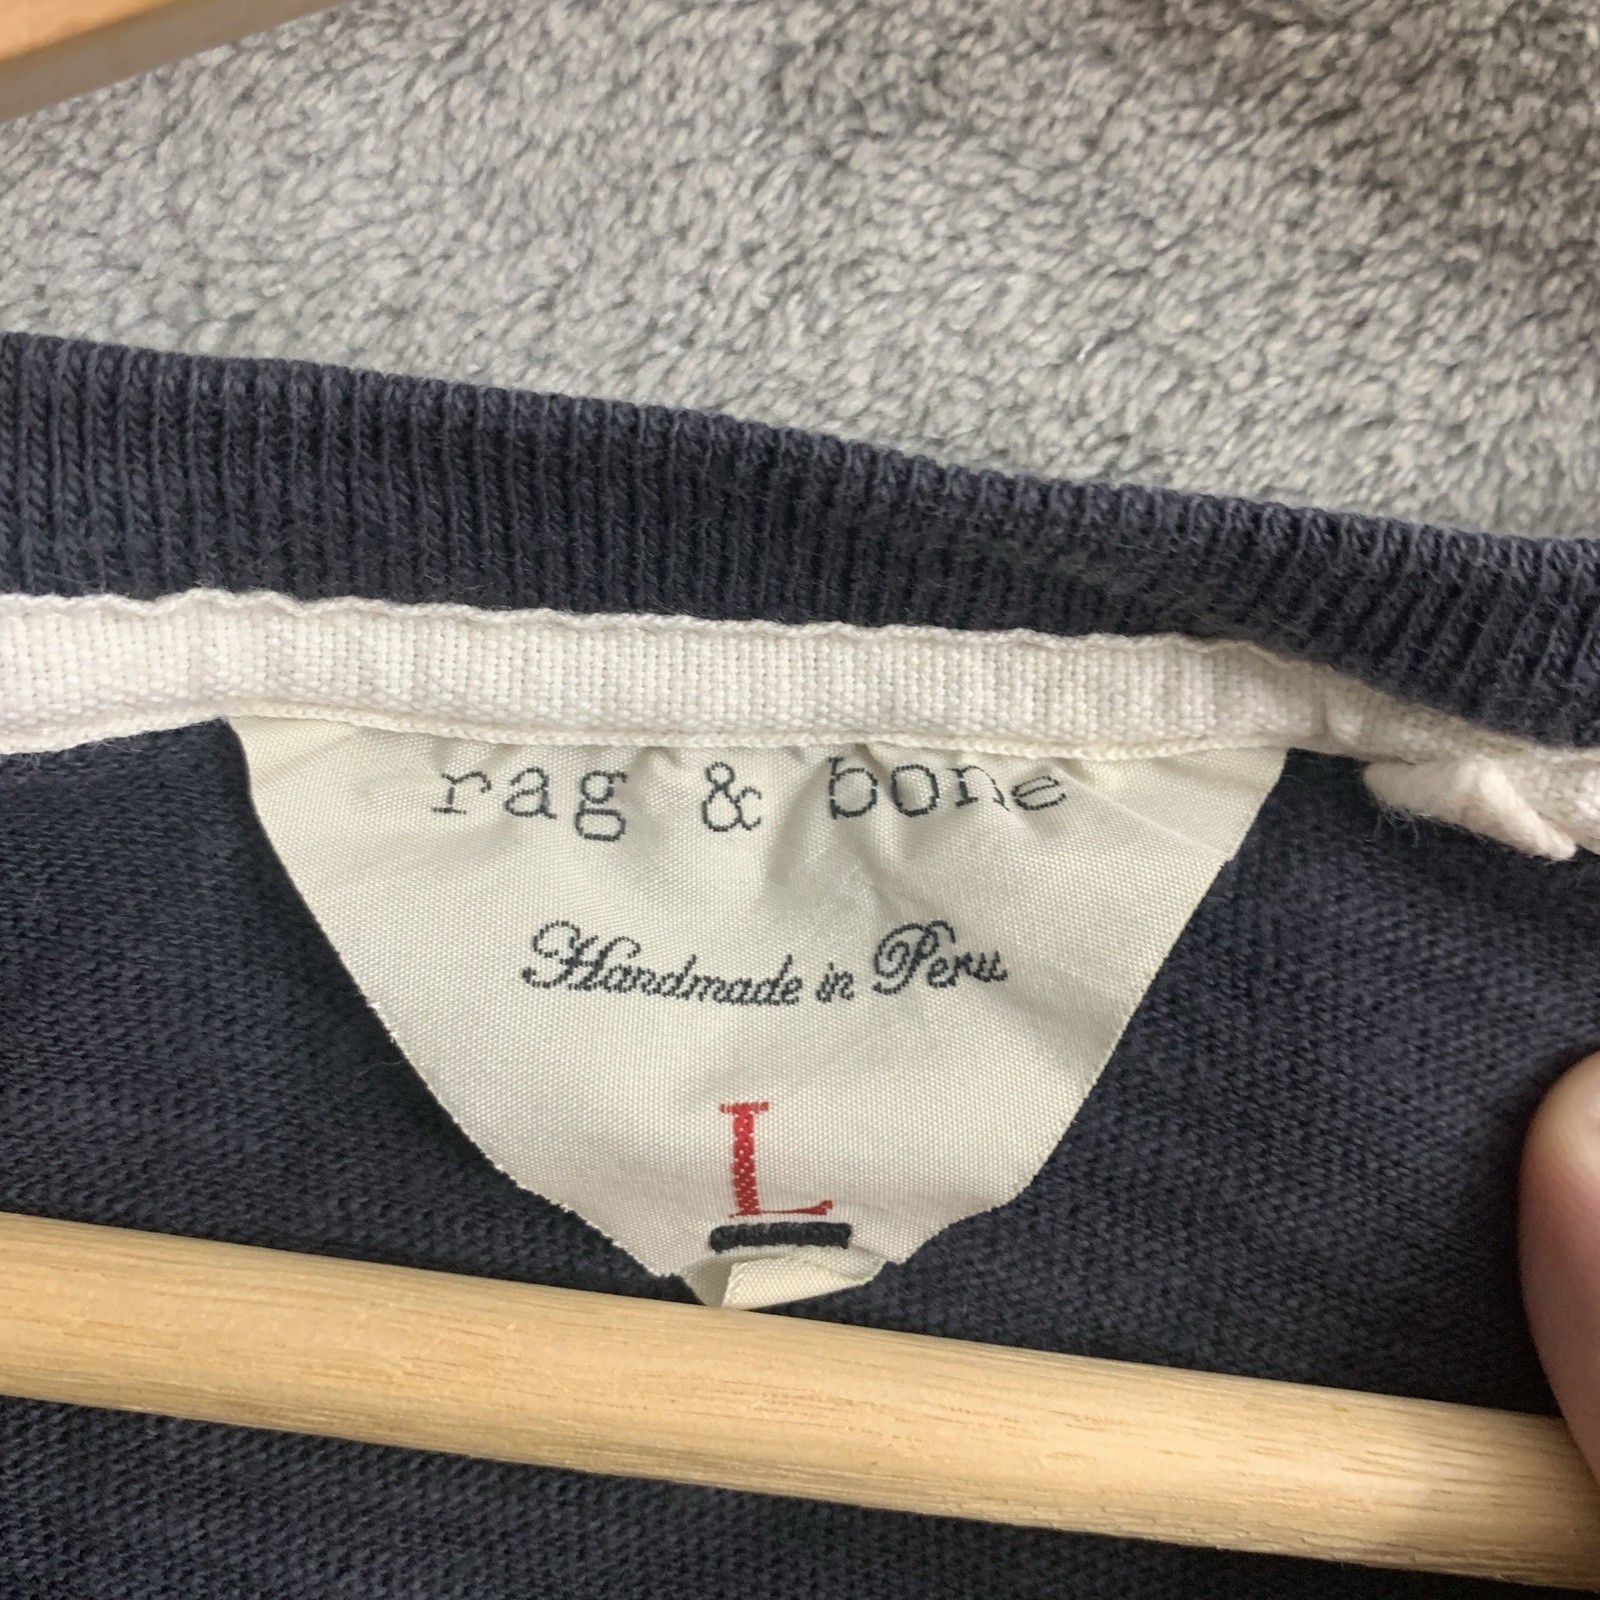 rag & bone
Handmade in Peru
L